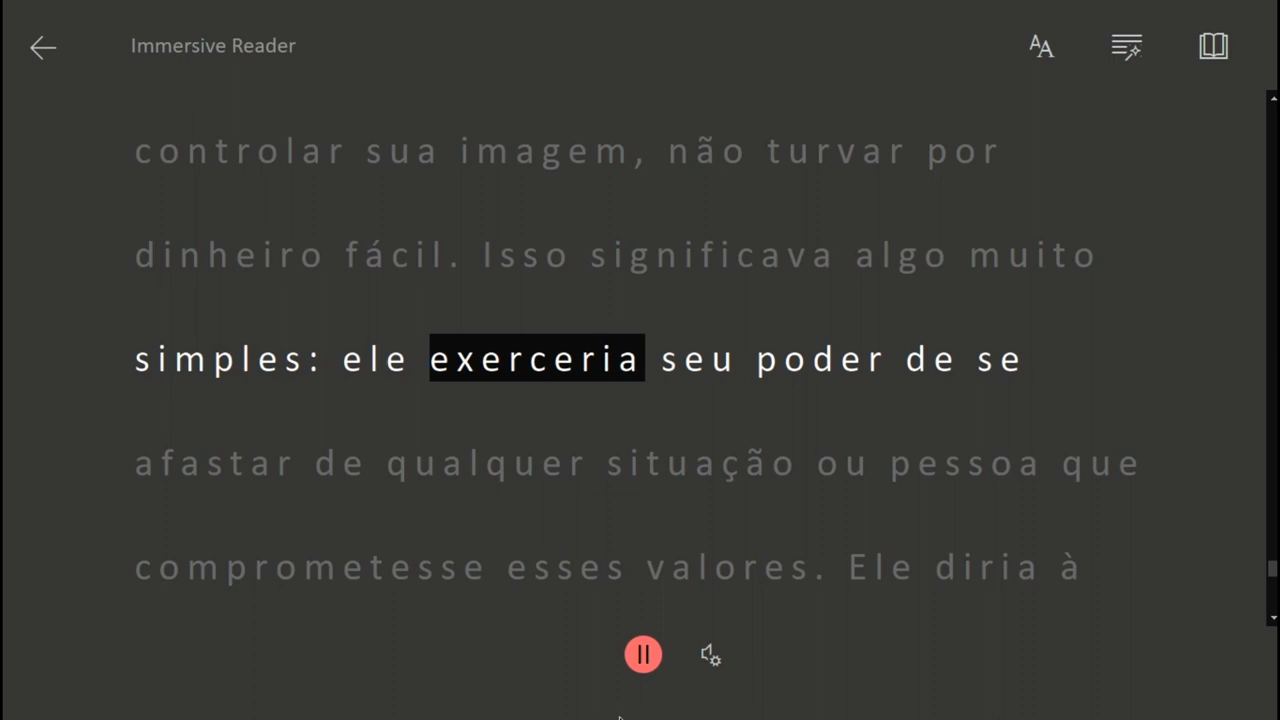 Immersive Reader
controlar sua imagem, não turvar por
dinheiro fácil. Isso significava algo muito
simples: ele exerceria seu poder de se
afastar de qualquer situação ou pessoa que
comprometesse esses valores. Ele diria à